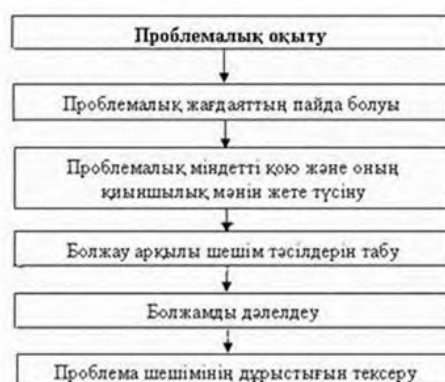 Проблемалық оқыту
Проблемалық жағдаяттың пайда болуы
Проблемалық міндетті қою және оның
қиыншылық мәнін жете түсіну
Болжау арқылы шешім тәсілдерін табу
Болжамды дәлелдеу
Проблема шешімінің дұрыстығын тексеру